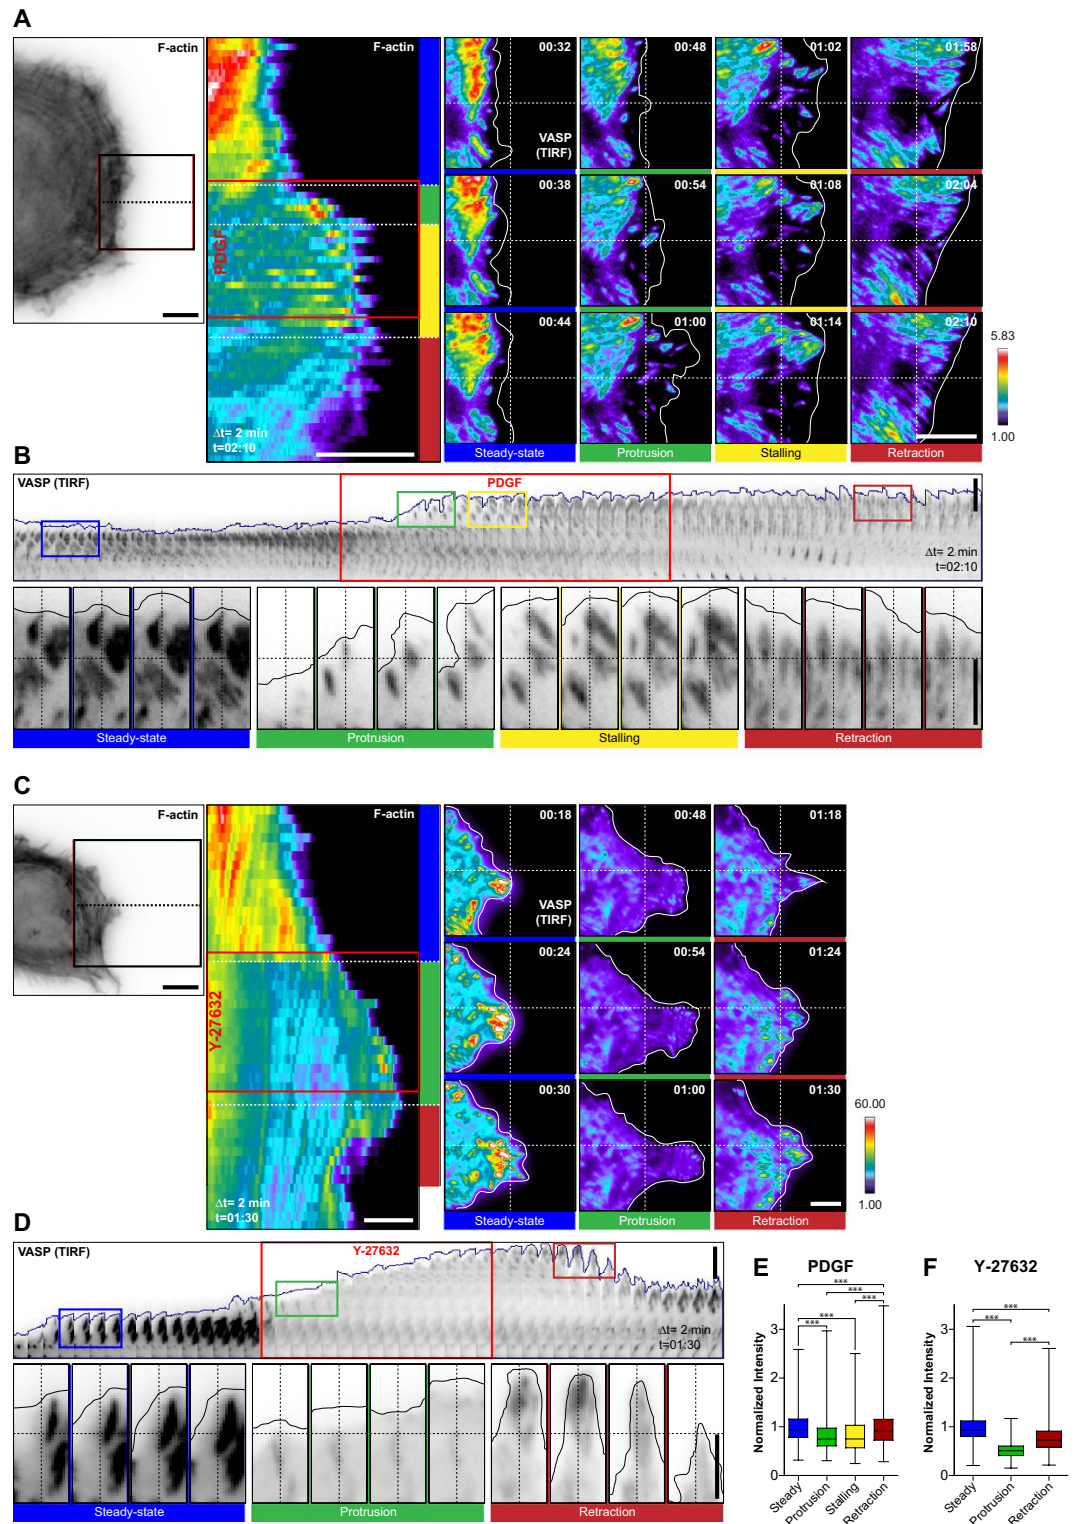 A
F-actin
F-actin
PDGF
Δt= 2 min
t=02:10
00:32
00:48
01:02
01:58
VASP
(TIRF)
00:38
00:54
01:08
02:04
00:44
01:00
01:14
02:10
5.83
1.00
Steady-state
Protrusion
Stalling
Retraction
B
VASP (TIRF)
PDGF
Δt= 2 min
t=02:10
Steady-state
Protrusion
Stalling
Retraction
C
F-actin
F-actin
Y-27632
Δt= 2 min
t=01:30
00:18
00:48
01:18
VASP
(TIRF)
00:24
00:54
01:24
00:30
01:00
01:30
60.00
1.00
Steady-state
Protrusion
Retraction
D
VASP (TIRF)
Y-27632
Δt= 2 min
t=01:30
Steady-state
Protrusion
Retraction
E
PDGF
***
***
***
***
***
Normalized Intensity
3
2
1
0
Steady
Protrusion
Stalling
Retraction
F
Y-27632
***
***
***
Normalized Intensity
3
2
1
0
Steady
Protrusion
Retraction